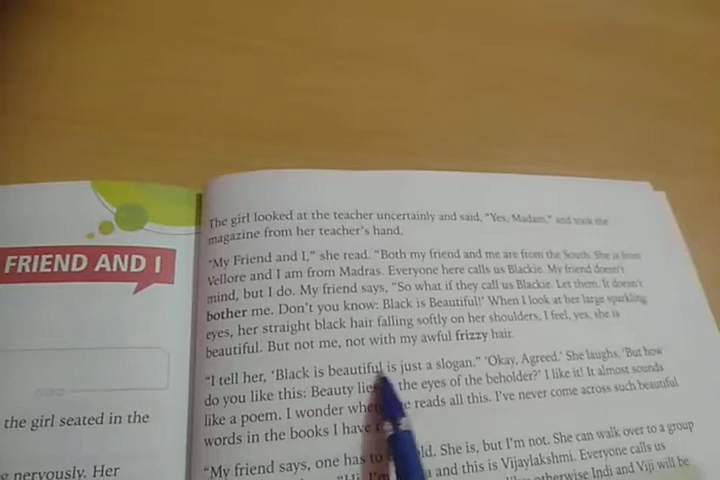 FRIEND AND I
the girl seated in the
nervously. Her
The girl looked at the teacher uncertainly and said, "Yes, Madam," and took the
magazine from her teacher's hand.
"My Friend and I," she read. "Both my friend and me are from the South. She is from
Vellore and I am from Madras. Everyone here calls us Blackie. My friend doesn't
mind, but I do. My friend says, "So what if they call us Blackie. Let them. It doesn't
bother me. Don't you know: Black is Beautiful!' When I look at her large sparkling
eyes, her straight black hair falling softly on her shoulders, I feel, yes, she is
beautiful. But not me, not with my awful frizzy hair.
"I tell her, 'Black is beautiful is just a slogan." 'Okay, Agreed.' She laughs. 'But how
do you like this: Beauty lies the eyes of the beholder?' I like it! It almost sounds
like a poem. I wonder where reads all this. I've never come across such beautiful
words in the books I have
"My friend says, one has to She is, but I'm not. She can walk over to a group
and this is Vijaylakshmi. Everyone calls us
otherwise Indi and Viji will be